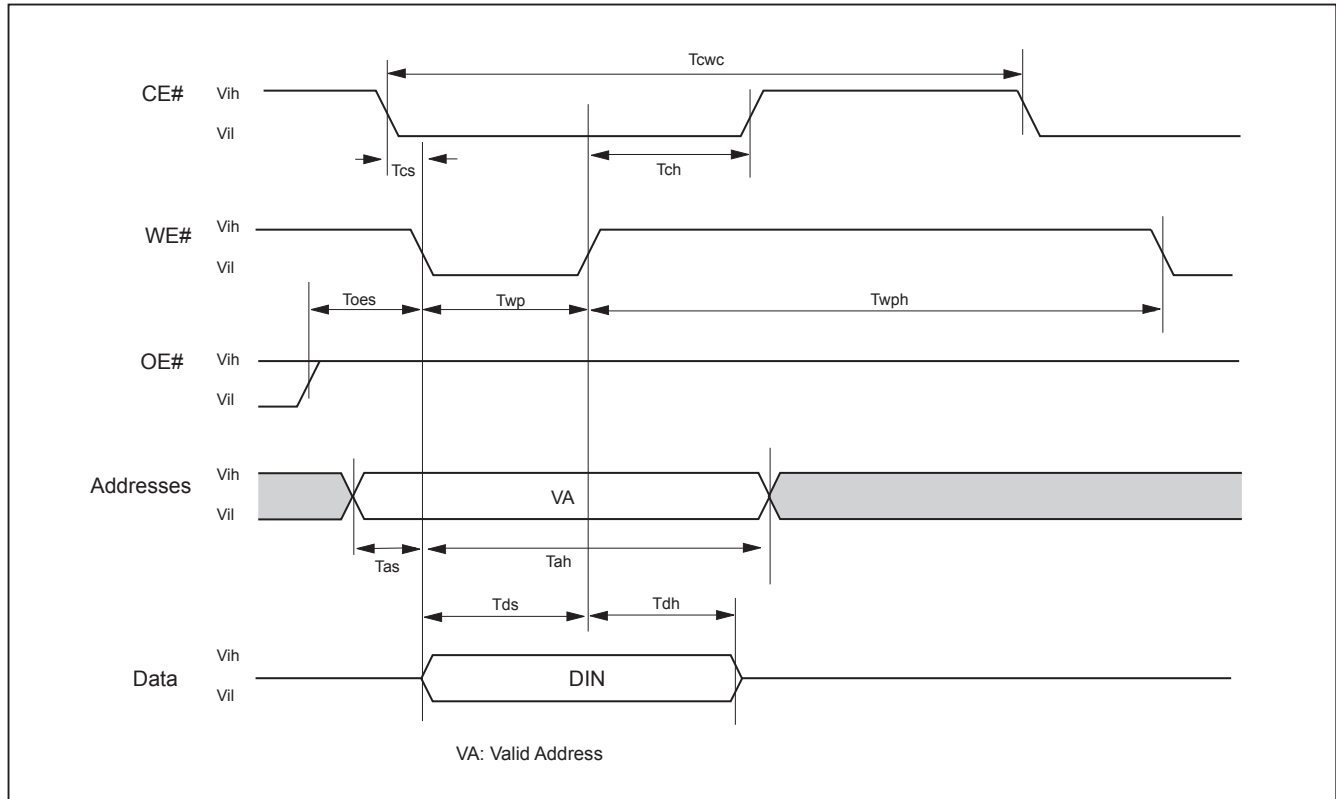 Tcwc
CE# Vih
Vil
Tcs Tch
WE# Vih
Vil
Toes Twp Twph
OE# Vih
Vil
Addresses Vih
VA
Vil
Tas Tah
Tds Tdh
Vih
Data DIN
Vil
VA: Valid Address